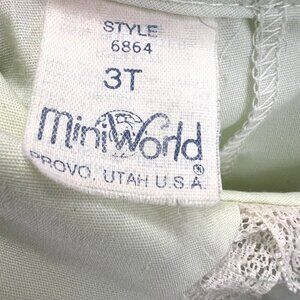 STYLE
6864
3T
MiniWorld
PROVO, UTAH U.S.A. ®